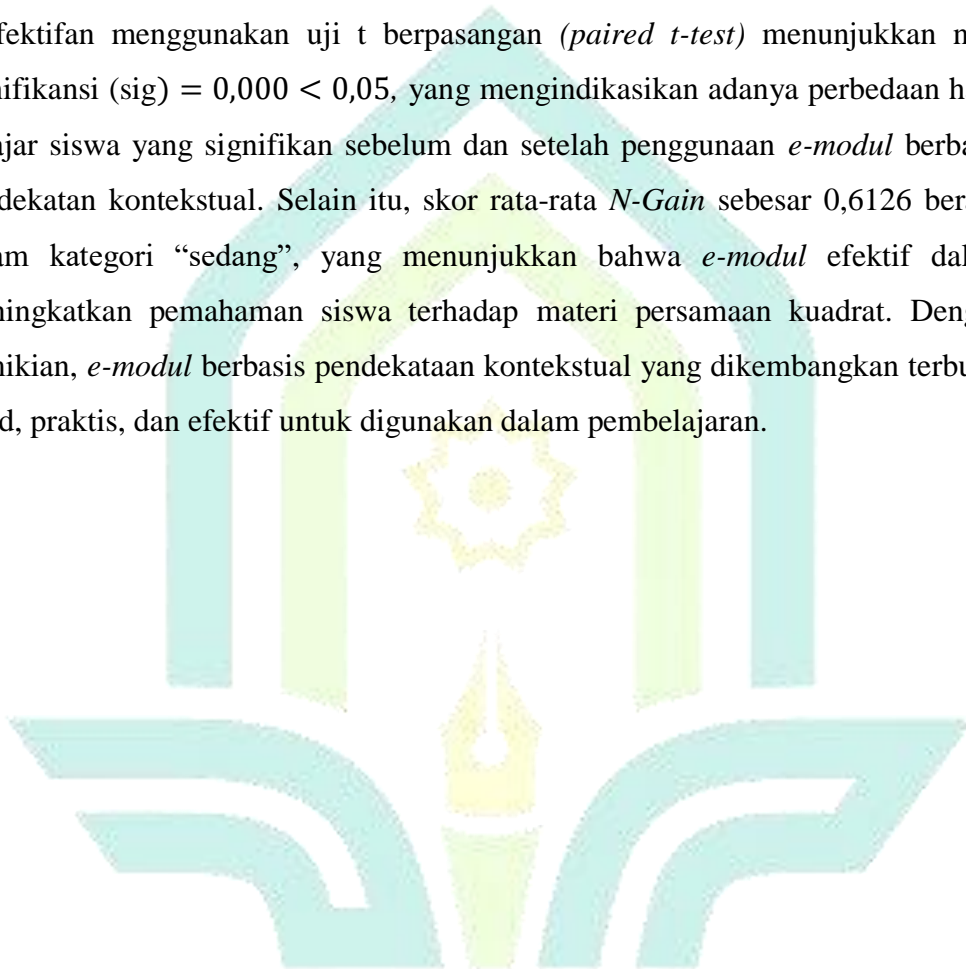 fektifan menggunakan uji t berpasangan (paired t-test) menunjukkan n
nifikansi (sig) = 0,000 < 0,05, yang mengindikasikan adanya perbedaan h
ajar siswa yang signifikan sebelum dan setelah penggunaan e-modul berba
dekatan kontekstual. Selain itu, skor rata-rata N-Gain sebesar 0,6126 ber
am kategori “sedang”, yang menunjukkan bahwa e-modul efektif dal
ningkatkan pemahaman siswa terhadap materi persamaan kuadrat. Deng
nikian, e-modul berbasis pendekataan kontekstual yang dikembangkan terbu
d, praktis, dan efektif untuk digunakan dalam pembelajaran.